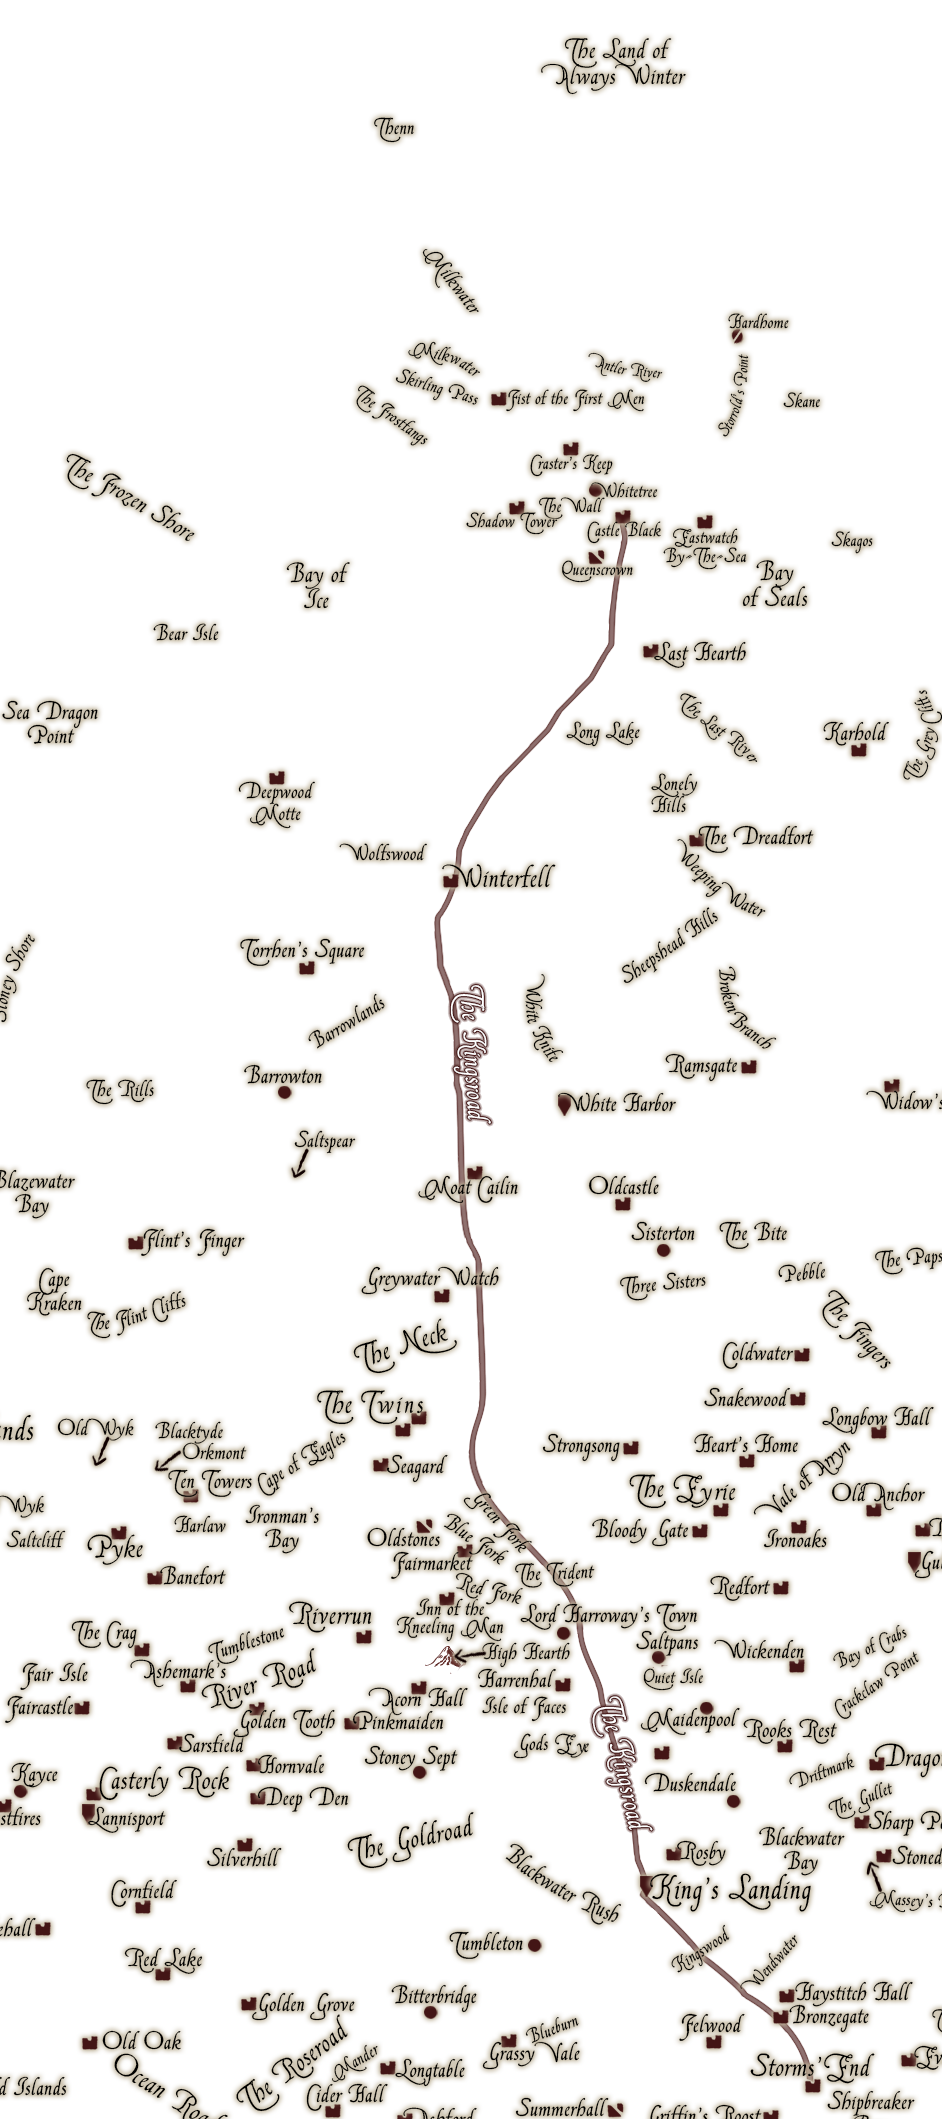 The Land of
Always Winter
Thenn
Milkwater
Hardhome
Milkwater
Antler River
Skirling Pass
Storrold's Point
The Frostfangs
Fist of the First Men
Skane
Craster's Keep
The Frozen Shore
Whitetree
The Wall
Shadow Tower
Castle Black
Eastwatch
By-The-Sea
Skagos
Queenscrown
Bay of
Ice
Bay
of Seals
Bear Isle
Last Hearth
Sea Dragon
Point
The Last River
The Grey Cliffs
Long Lake
Karhold
Deepwood
Motte
Lonely
Hills
The Dreadfort
Wolfswood
Winterfell
Weeping Water
Sheepshead Hills
Torrhen's Square
Stoney Shore
Barrowlands
The Kingsroad
White Knife
Broken Branch
Ramsgate
Barrowton
The Rills
White Harbor
Widow's
Saltspear
Blazewater
Bay
Moat Cailin
Oldcastle
Flint's Finger
Sisterton
The Bite
The Paps
Cape
Kraken
The Flint Cliffs
Greywater Watch
Three Sisters
Pebble
The Fingers
The Neck
Coldwater
The Twins
Snakewood
nds
Old Wyk
Blacktyde
Orkmont
Longbow Hall
Cape of Eagles
Strongsong
Heart's Home
Seagard
Ten Towers
Vale of Arryn
The Eyrie
Old Anchor
Wyk
Saltcliff
Harlaw
Ironman's
Bay
Green Fork
Blue Fork
Oldstones
Bloody Gate
Ironoaks
Pyke
Fairmarket
Gul
Banefort
The Trident
Red Fork
Redfort
Inn of the
Kneeling Man
Riverrun
Lord Harroway's Town
The Crag
Tumblestone
High Hearth
Saltpans
Wickenden
Bay of Crabs
Fair Isle
Ashemark's
River Road
Harrenhal
Quiet Isle
Crackclaw Point
Faircastle
Acorn Hall
Isle of Faces
Golden Tooth
Pinkmaiden
Maidenpool
Rooks Rest
Sarsfield
Stoney Sept
Gods Eye
The Kingsroad
Hornvale
Kayce
Casterly Rock
Duskendale
Driftmark
Drago
stfires
Lannisport
Deep Den
The Gullet
Sharp Po
The Goldroad
Silverhill
Rosby
Blackwater
Bay
Stoned
Blackwater Rush
Cornfield
King's Landing
Massey's
ehall
Tumbleton
Kingswood
Wendwater
Red Lake
Bitterbridge
Haystitch Hall
Golden Grove
Bronzegate
Old Oak
Blueburn
Grassy Vale
Felwood
The Roseroad
Mander
Longtable
Storms' End
Ocean Road
d Islands
Cider Hall
Summerhall
Shipbreaker
Ashford
Griffin's Roost